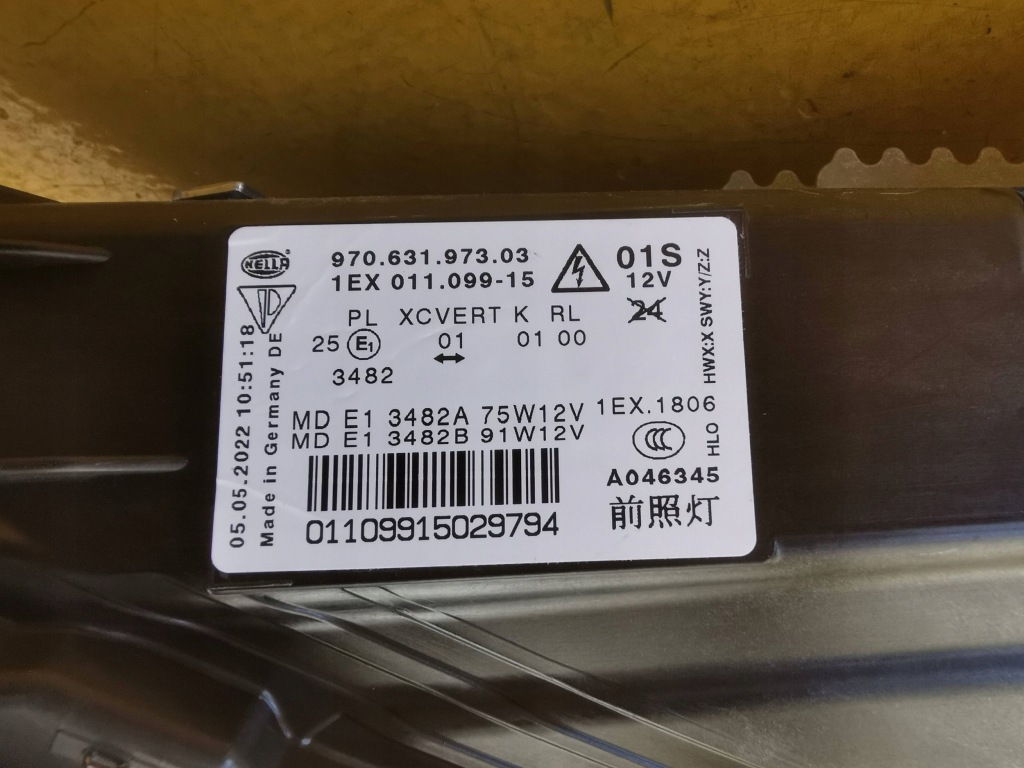 HELLA
970.631.973.03
1EX 011.099-15
01S
12V
24
PL XCVERT K RL
25 E1 01 01 00
3482
MD E1 3482A 75W12V 1EX.1806
MD E1 3482B 91W12V
CCC
A046345
01109915029794
前照灯
05.05.2022 10:51:18
Made in Germany DE
HWX:X SWY:Y/Z:Z
HLO